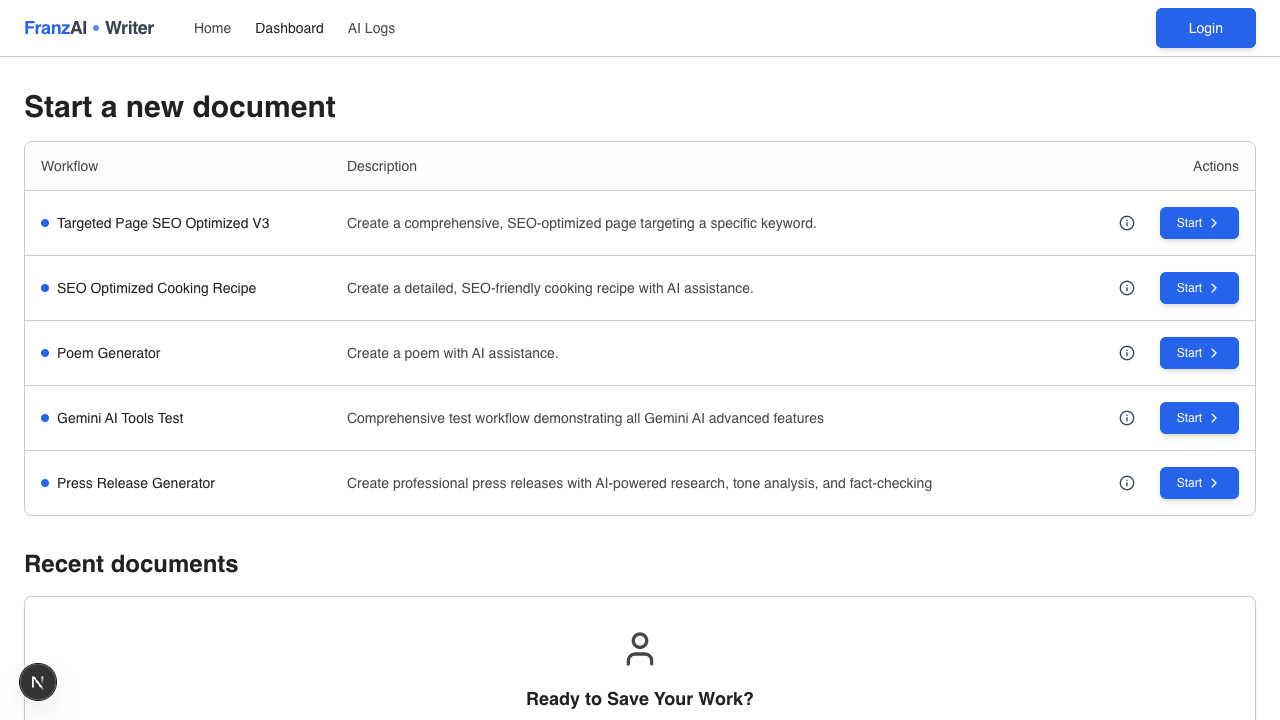 FranzAI • Writer Home Dashboard AI Logs Login
Start a new document
Workflow Description Actions
Targeted Page SEO Optimized V3 Create a comprehensive, SEO-optimized page targeting a specific keyword. Start
SEO Optimized Cooking Recipe Create a detailed, SEO-friendly cooking recipe with AI assistance. Start
Poem Generator Create a poem with AI assistance. Start
Gemini AI Tools Test Comprehensive test workflow demonstrating all Gemini AI advanced features Start
Press Release Generator Create professional press releases with AI-powered research, tone analysis, and fact-checking Start
Recent documents
N
Ready to Save Your Work?